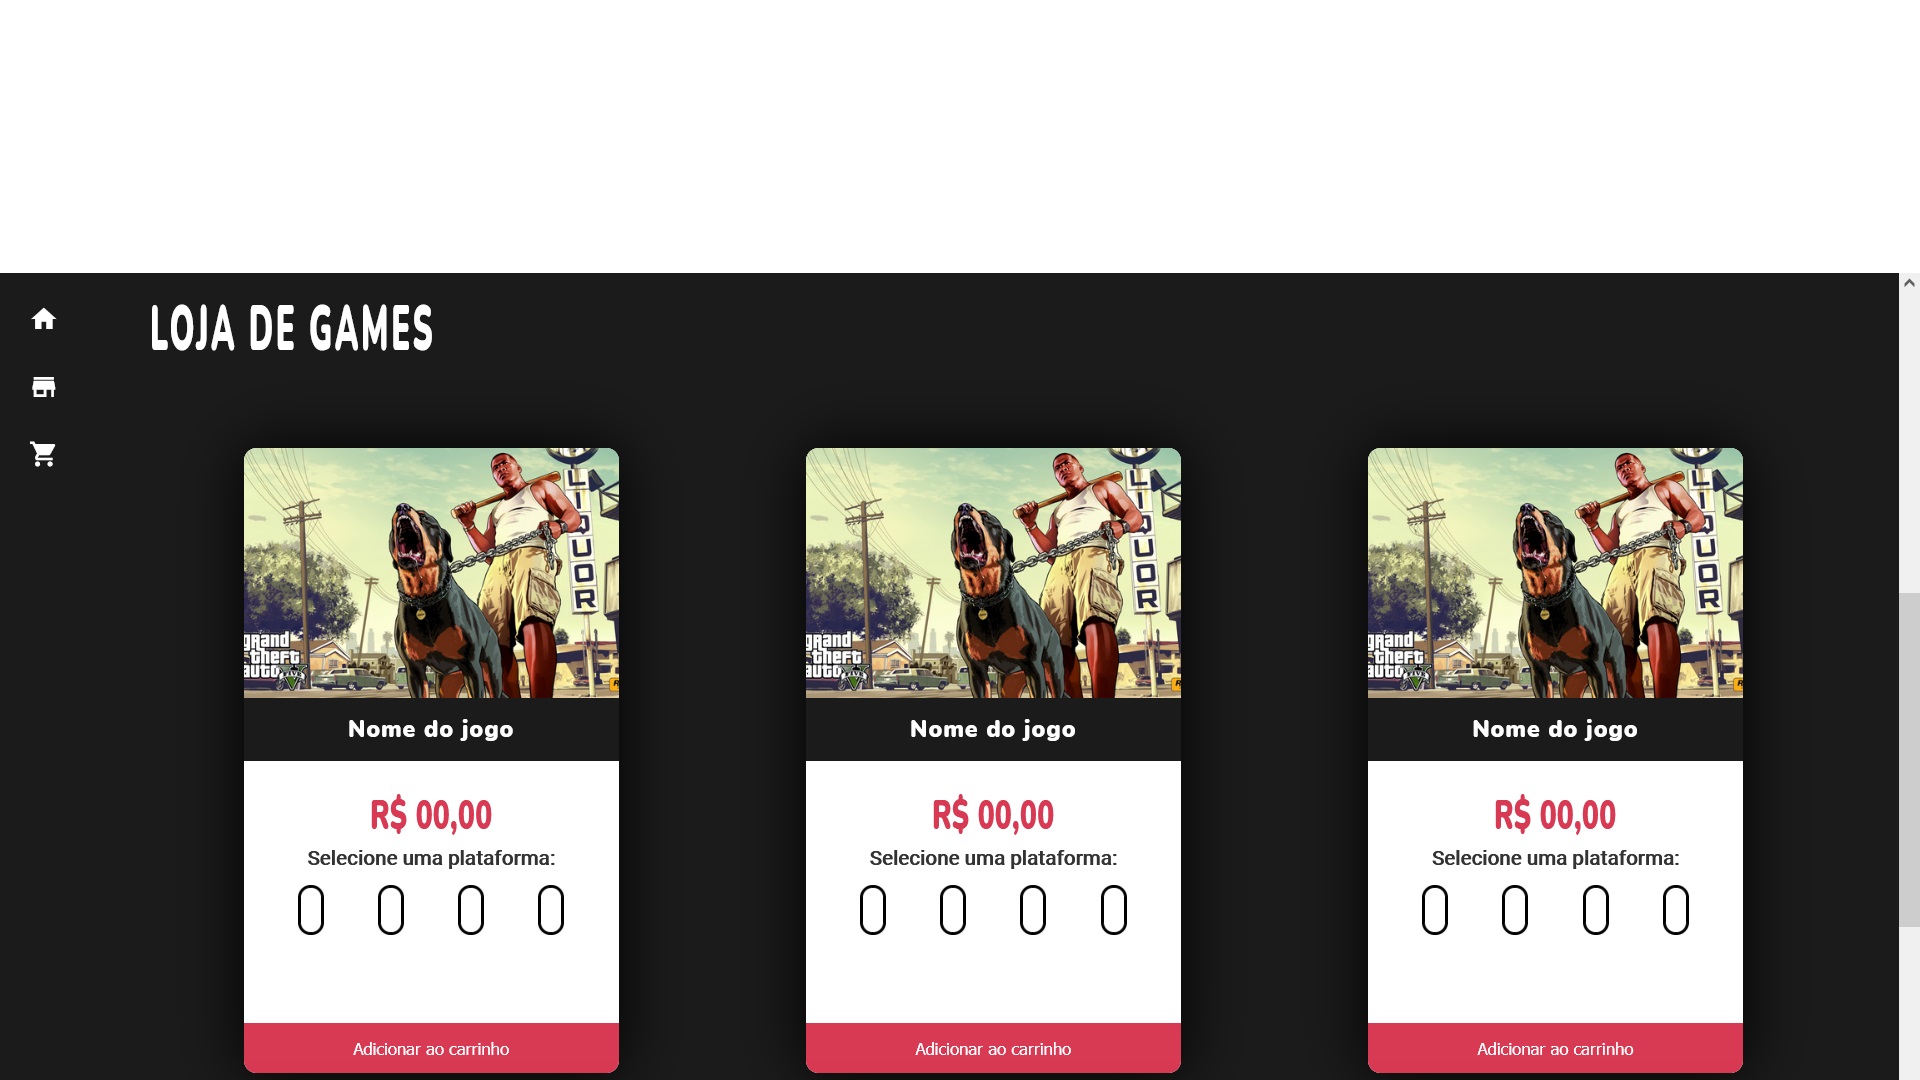 LOJA DE GAMES
LIQUOR
LIQUOR
LIQUOR
grand
theft
auto
V
grand
theft
auto
V
grand
theft
auto
V
Nome do jogo
Nome do jogo
Nome do jogo
R$ 00,00
R$ 00,00
R$ 00,00
Selecione uma plataforma:
Selecione uma plataforma:
Selecione uma plataforma:
Adicionar ao carrinho
Adicionar ao carrinho
Adicionar ao carrinho